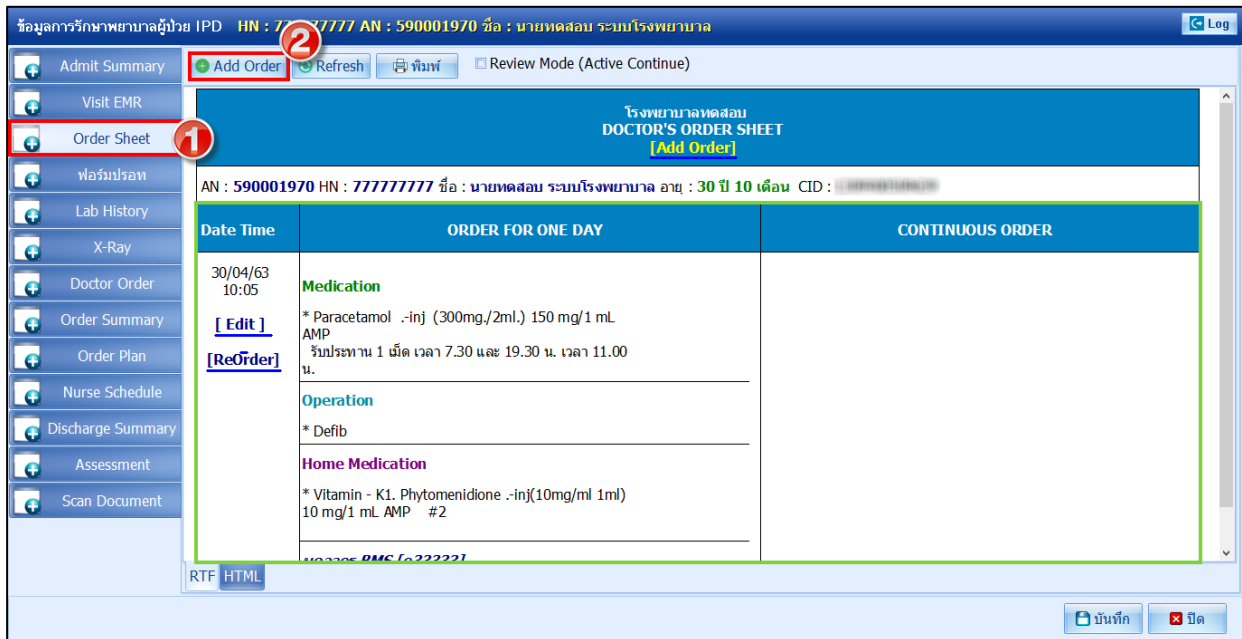 ข้อมูลการรักษาพยาบาลผู้ป่วย IPD HN : 777777777 AN : 590001970 ชื่อ : นายทดสอบ ระบบโรงพยาบาล
Log
Admit Summary
Visit EMR
Order Sheet
ฟอร์มปรอท
Lab History
X-Ray
Doctor Order
Order Summary
Order Plan
Nurse Schedule
Discharge Summary
Assessment
Scan Document
1
2
Add Order Refresh พิมพ์ Review Mode (Active Continue)
โรงพยาบาลทดสอบ
DOCTOR'S ORDER SHEET
[Add Order]
AN : 590001970 HN : 777777777 ชื่อ : นายทดสอบ ระบบโรงพยาบาล อายุ : 30 ปี 10 เดือน CID :
Date Time ORDER FOR ONE DAY CONTINUOUS ORDER
30/04/63
10:05
[ Edit ]
[ReOrder]
Medication
* Paracetamol .-inj (300mg./2ml.) 150 mg/1 mL
AMP
รับประทาน 1 เม็ด เวลา 7.30 และ 19.30 น. เวลา 11.00
น.
Operation
* Defib
Home Medication
* Vitamin - K1. Phytomenidione .-inj(10mg/ml 1ml)
10 mg/1 mL AMP #2
BMS
RTF HTML
บันทึก ปิด